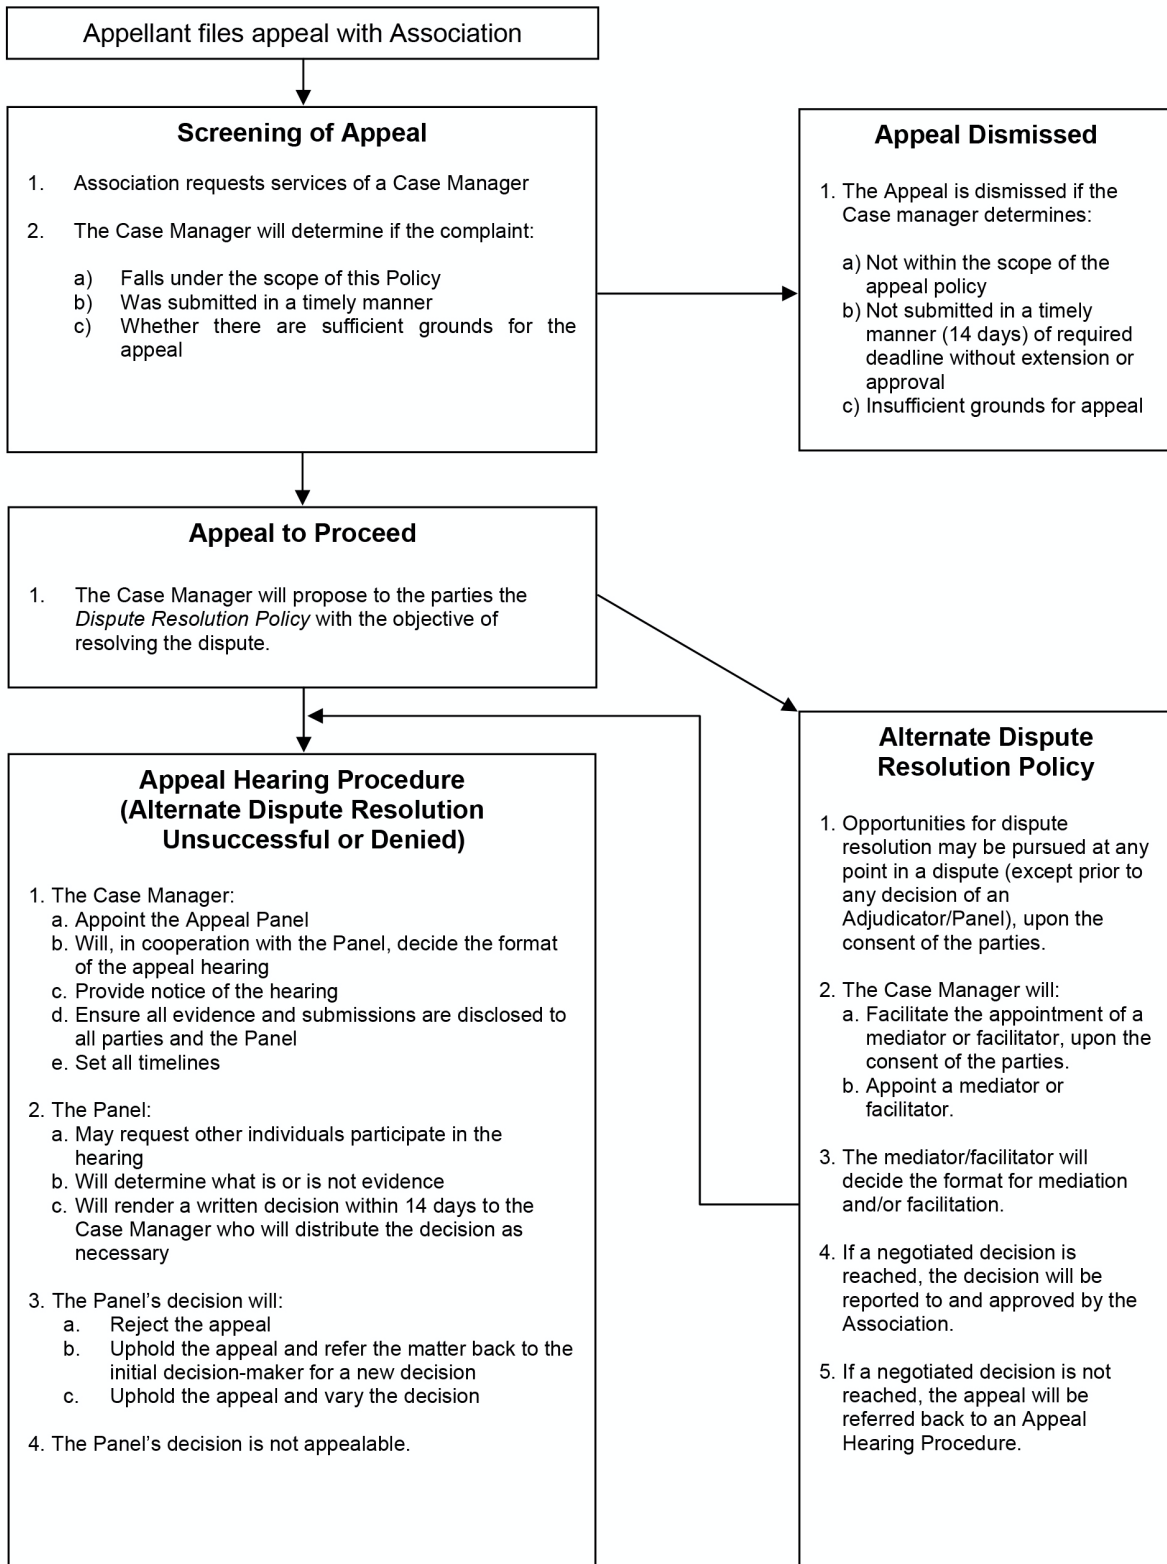 Appellant files appeal with Association
Screening of Appeal
1. Association requests services of a Case Manager
2. The Case Manager will determine if the complaint:
a) Falls under the scope of this Policy
b) Was submitted in a timely manner
c) Whether there are sufficient grounds for the
appeal
Appeal Dismissed
1. The Appeal is dismissed if the
Case manager determines:
a) Not within the scope of the
appeal policy
b) Not submitted in a timely
manner (14 days) of required
deadline without extension or
approval
c) Insufficient grounds for appeal
Appeal to Proceed
1. The Case Manager will propose to the parties the
Dispute Resolution Policy with the objective of
resolving the dispute.
Appeal Hearing Procedure
(Alternate Dispute Resolution
Unsuccessful or Denied)
1. The Case Manager:
a. Appoint the Appeal Panel
b. Will, in cooperation with the Panel, decide the format
of the appeal hearing
c. Provide notice of the hearing
d. Ensure all evidence and submissions are disclosed to
all parties and the Panel
e. Set all timelines
2. The Panel:
a. May request other individuals participate in the
hearing
b. Will determine what is or is not evidence
c. Will render a written decision within 14 days to the
Case Manager who will distribute the decision as
necessary
3. The Panel’s decision will:
a. Reject the appeal
b. Uphold the appeal and refer the matter back to the
initial decision-maker for a new decision
c. Uphold the appeal and vary the decision
4. The Panel’s decision is not appealable.
Alternate Dispute
Resolution Policy
1. Opportunities for dispute
resolution may be pursued at any
point in a dispute (except prior to
any decision of an
Adjudicator/Panel), upon the
consent of the parties.
2. The Case Manager will:
a. Facilitate the appointment of a
mediator or facilitator, upon the
consent of the parties.
b. Appoint a mediator or
facilitator.
3. The mediator/facilitator will
decide the format for mediation
and/or facilitation.
4. If a negotiated decision is
reached, the decision will be
reported to and approved by the
Association.
5. If a negotiated decision is not
reached, the appeal will be
referred back to an Appeal
Hearing Procedure.